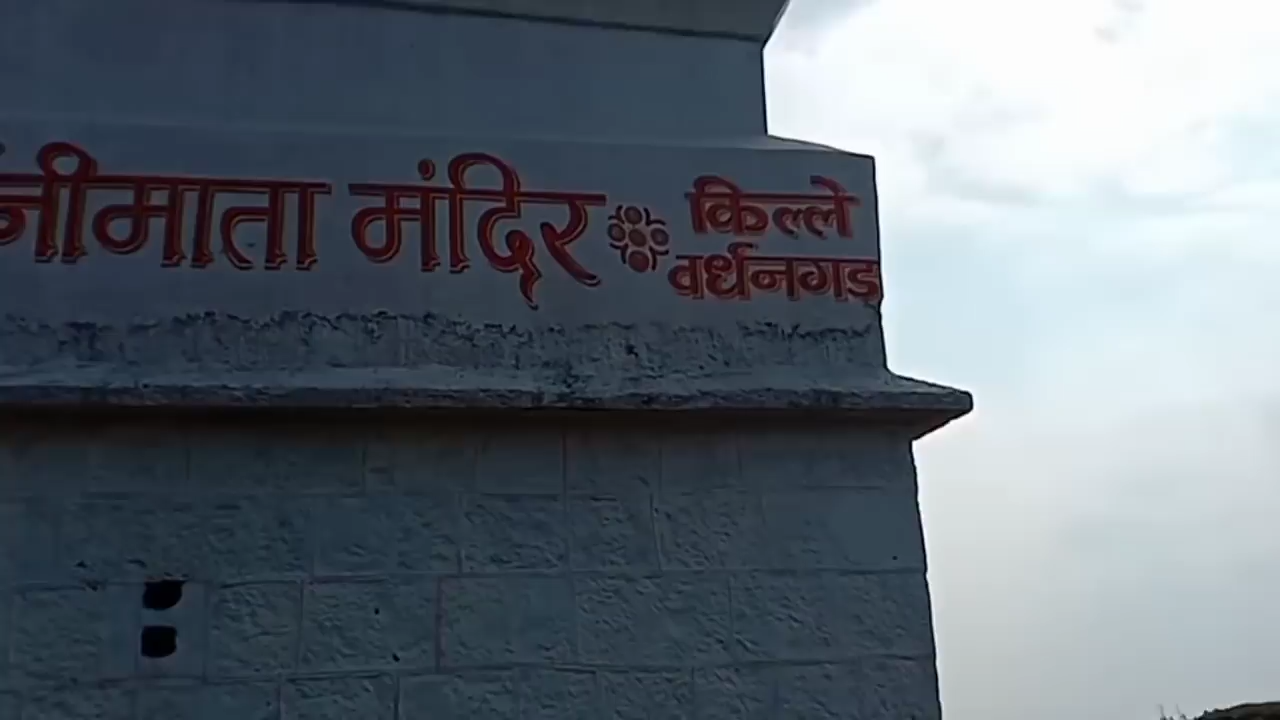 नीमाता मंदिर
किल्ले
वर्धनगड